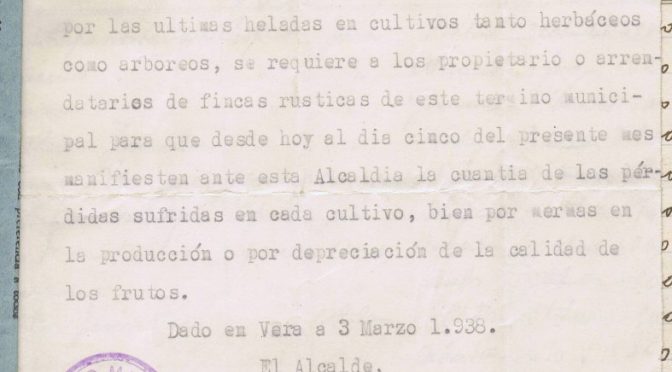 por las ultimas heladas en cultivos tanto herbáceos
como arboreos, se requiere a los propietario o arren-
datarios de fincas rusticas de este termino munici-
pal para que desde hoy al dia cinco del presente mes
manifiesten ante esta Alcaldia la cuantia de las pér-
didas sufridas en cada cultivo, bien por mermas en
la producción o por depreciación de la calidad de
los frutos.
Dado en Vera a 3 Marzo 1.938.
El Alcalde.